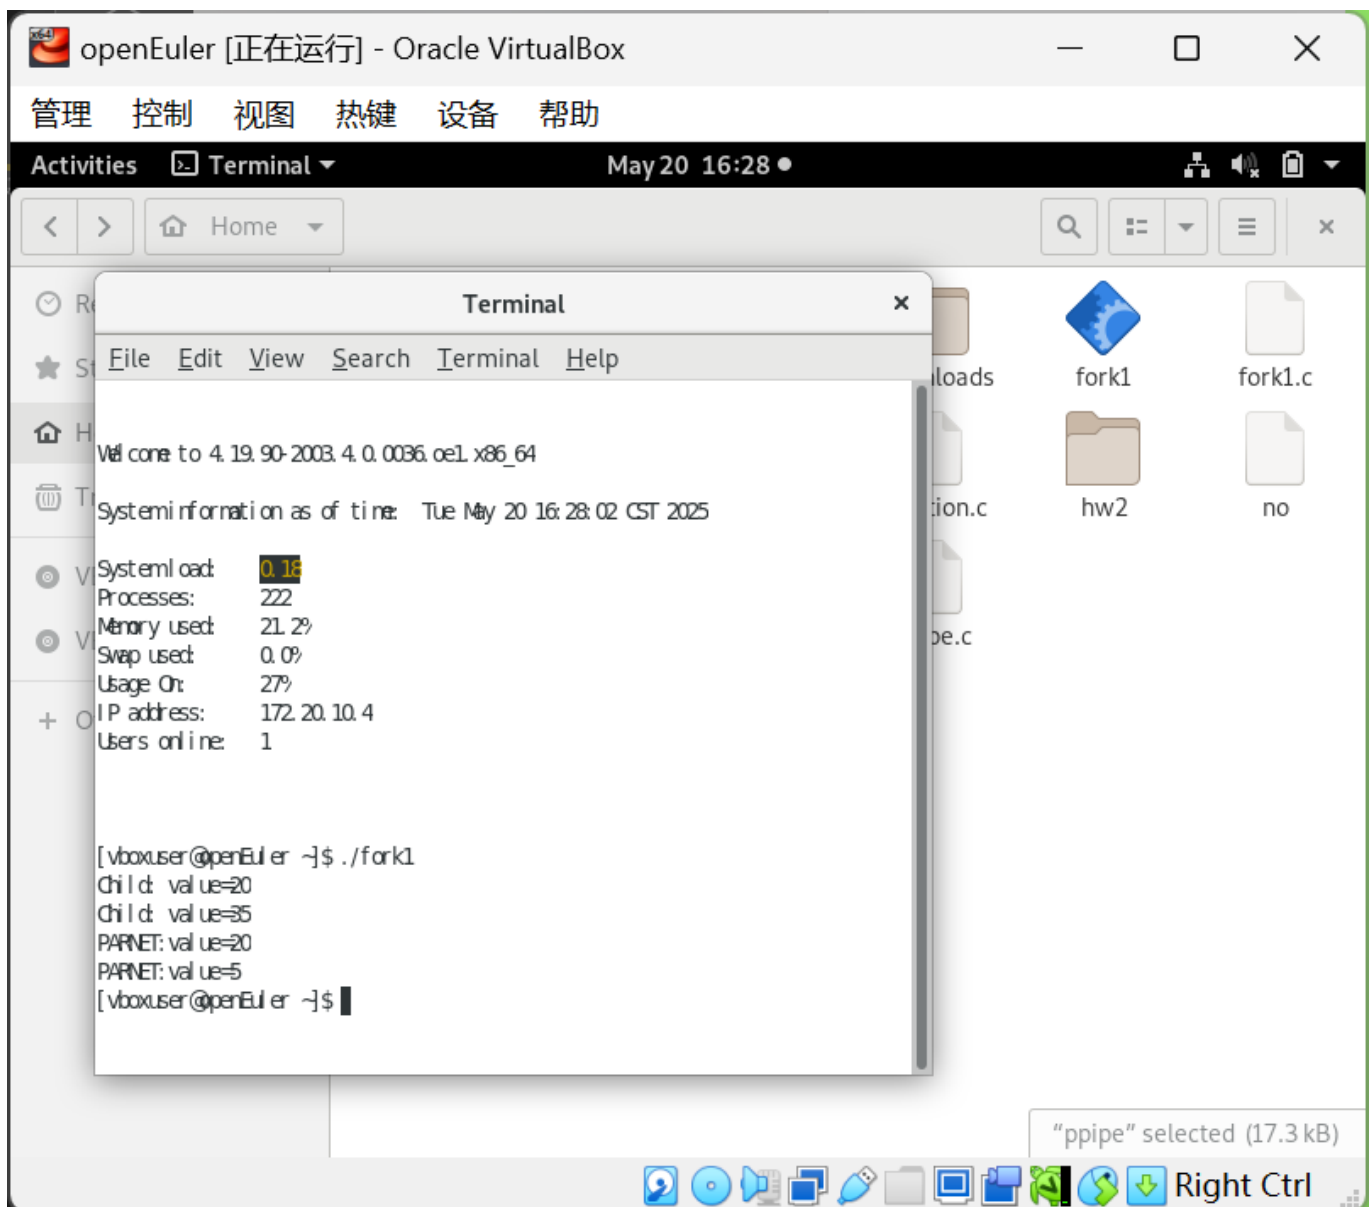 openEuler [正在运行] - Oracle VirtualBox
管理 控制 视图 热键 设备 帮助
Activities Terminal May 20 16:28
Home
Terminal
File Edit View Search Terminal Help
loads fork1 fork1.c
Welcome to 4.19.90-2003.4.0.0036.oe1.x86_64
tion.c hw2 no
System information as of time: Tue May 20 16:28:02 CST 2025
System load: 0.18
Processes: 222
Memory used: 21.2%
pe.c
Swap used: 0.0%
Usage On: 27%
IP address: 172.20.10.4
Users online: 1
[vboxuser@openEuler ~]$ ./fork1
Child: value=20
Child: value=35
PARNET: value=20
PARNET: value=5
[vboxuser@openEuler ~]$
"ppipe" selected (17.3 kB)
Right Ctrl